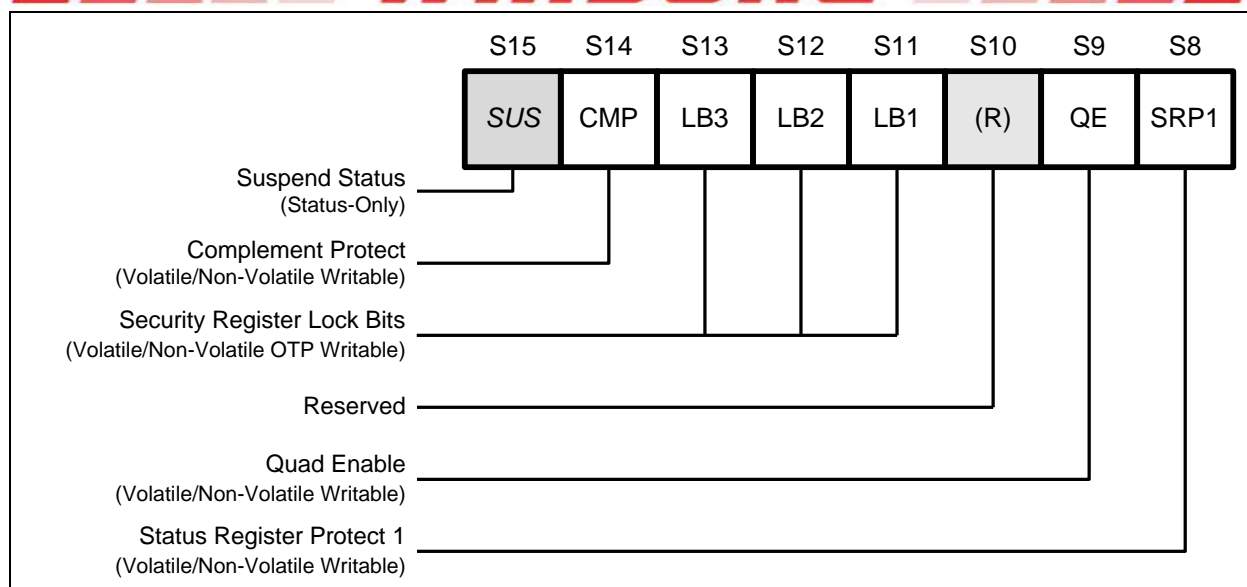 S15 S14 S13 S12 S11 S10 S9 S8
SUS CMP LB3 LB2 LB1 (R) QE SRP1
Suspend Status
(Status-Only)
Complement Protect
(Volatile/Non-Volatile Writable)
Security Register Lock Bits
(Volatile/Non-Volatile OTP Writable)
Reserved
Quad Enable
(Volatile/Non-Volatile Writable)
Status Register Protect 1
(Volatile/Non-Volatile Writable)